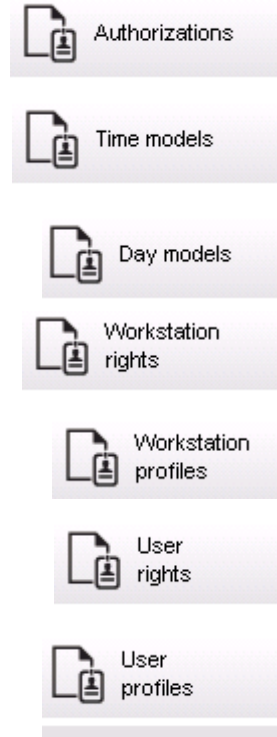 Authorizations
Time models
Day models
Workstation
rights
Workstation
profiles
User
rights
User
profiles